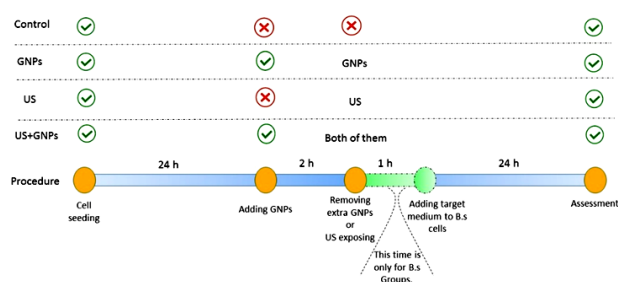 Control
GNPs
GNPs
US
US
US+GNPs
Both of them
24 h
2 h
1 h
24 h
Procedure
Cell
seeding
Adding GNPs
Removing
extra GNPs
or
US exposing
Adding target
medium to B.s
cells
Assessment
This time is
only for B.s
Groups.